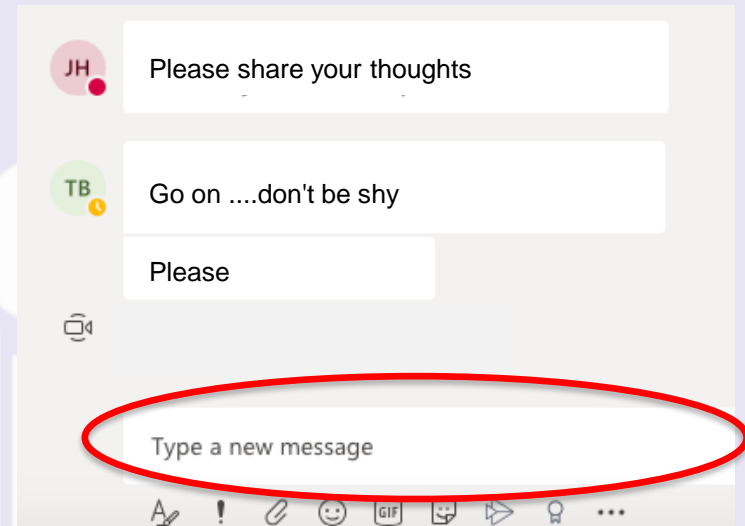 JH
Please share your thoughts
TB
Go on ....don't be shy
Please
Type a new message
GIF